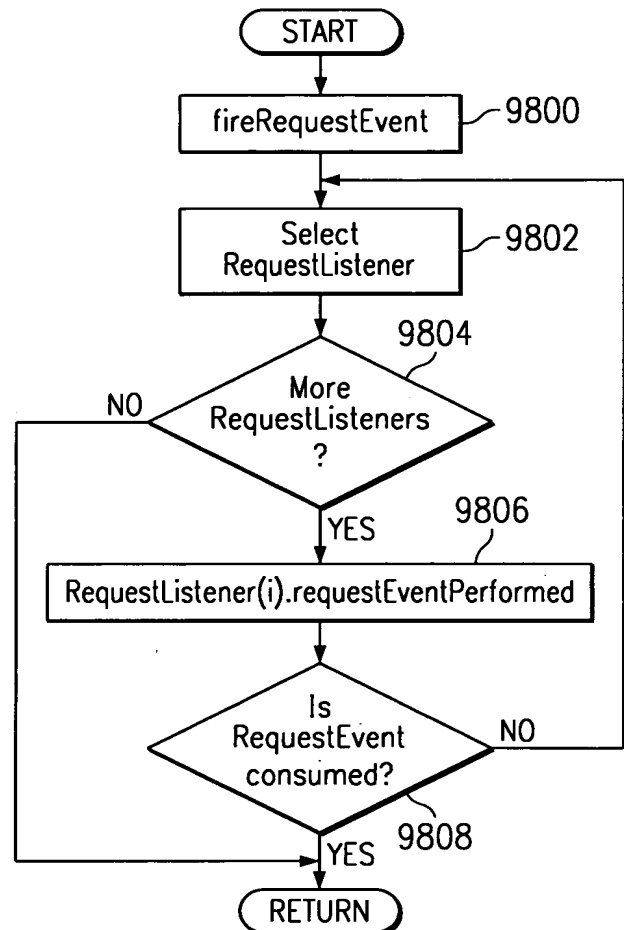 START
fireRequestEvent
9800
Select
RequestListener
9802
9804
More
RequestListeners
?
NO
YES
9806
RequestListener(i).requestEventPerformed
Is
RequestEvent
consumed?
NO
9808
YES
RETURN